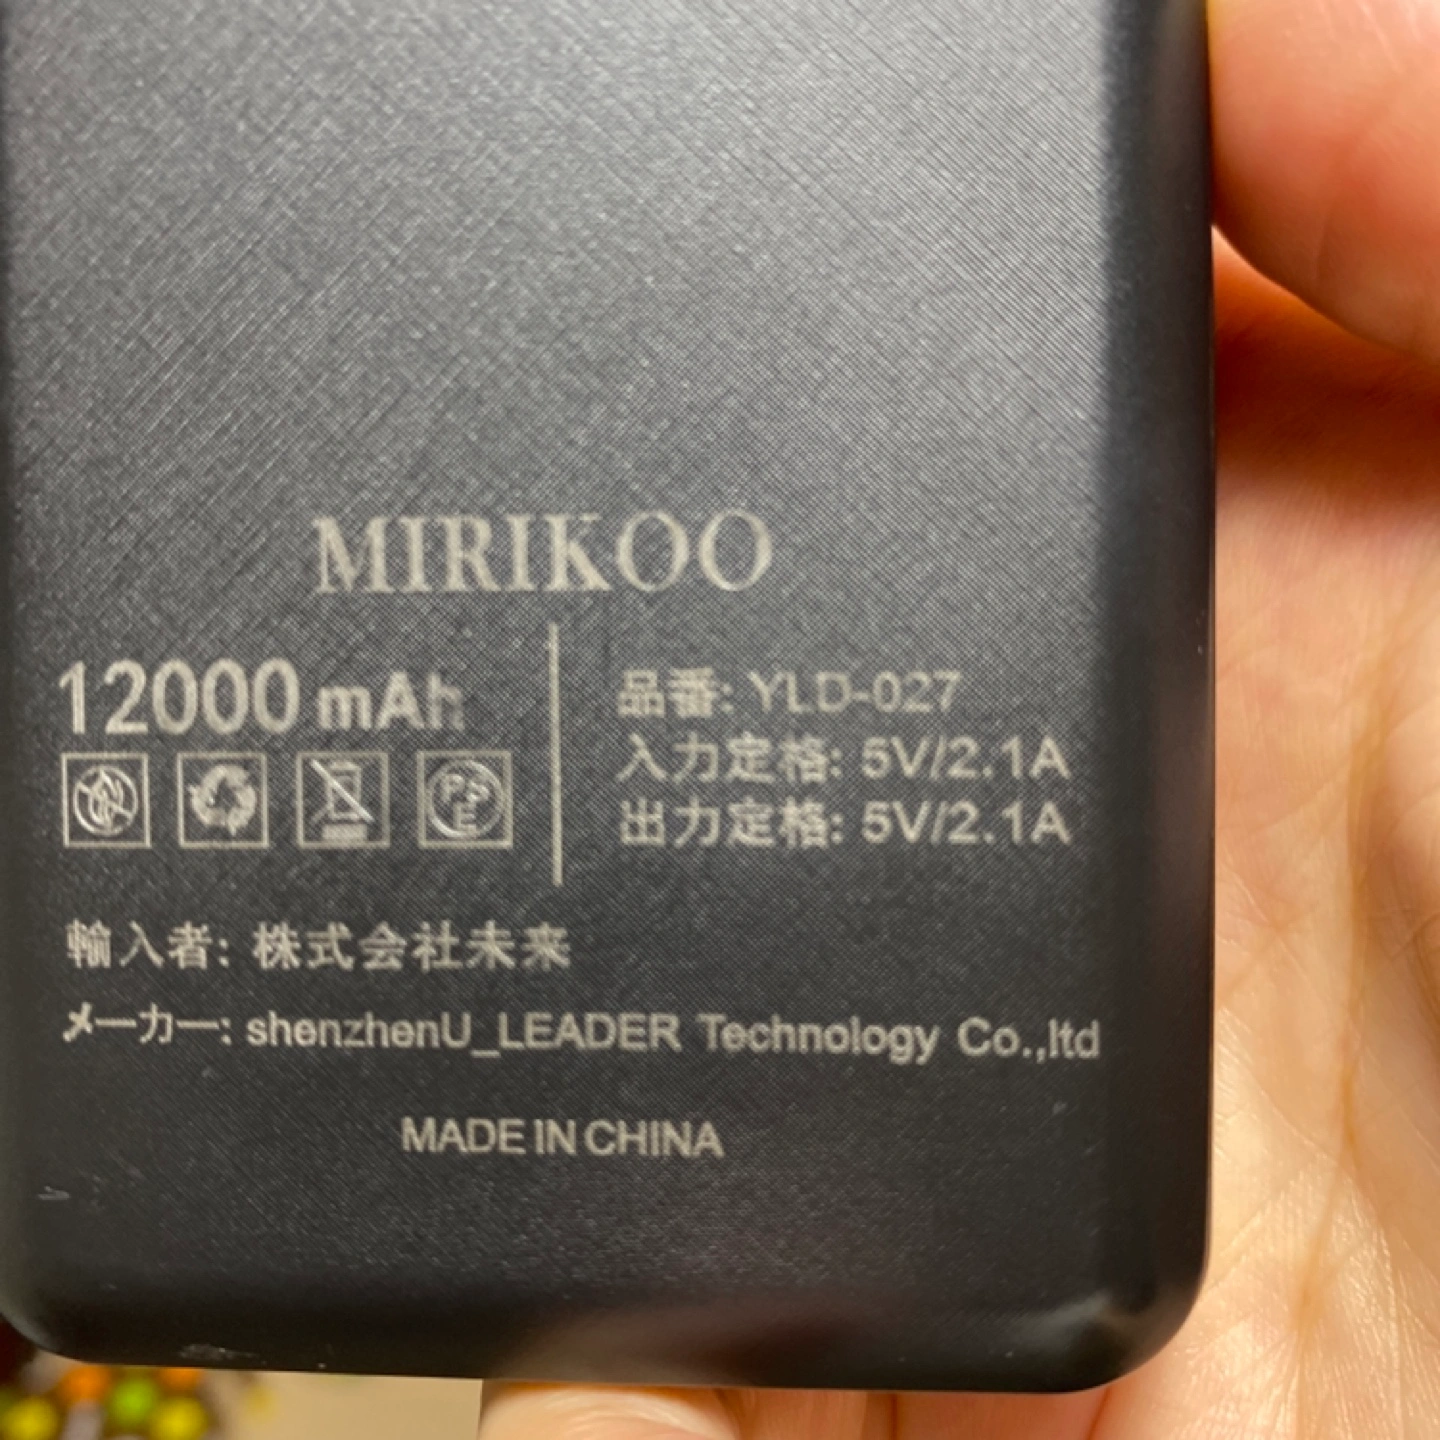 MIRIKOO
12000 mAh
PSE
品番: YLD-027
入力定格: 5V/2.1A
出力定格: 5V/2.1A
輸入者: 株式会社未来
メーカー: shenzhenU_LEADER Technology Co.,ltd
MADE IN CHINA